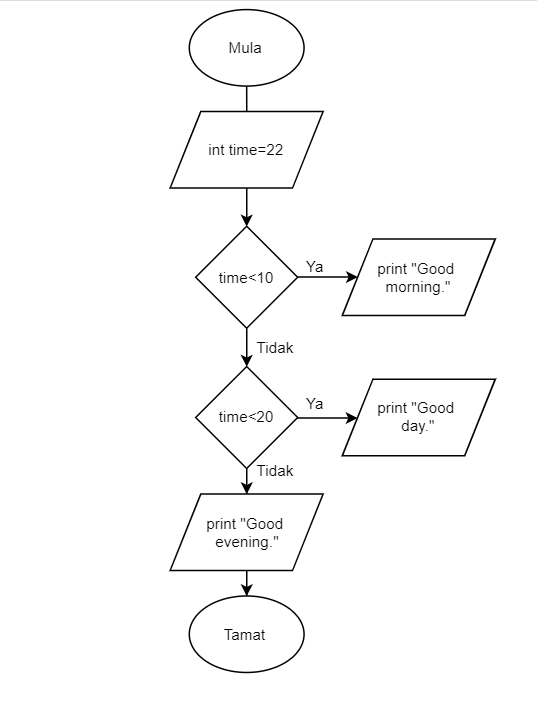 Mula
int time=22
time<10
Ya
print "Good
morning."
Tidak
time<20
Ya
print "Good
day."
Tidak
print "Good
evening."
Tamat